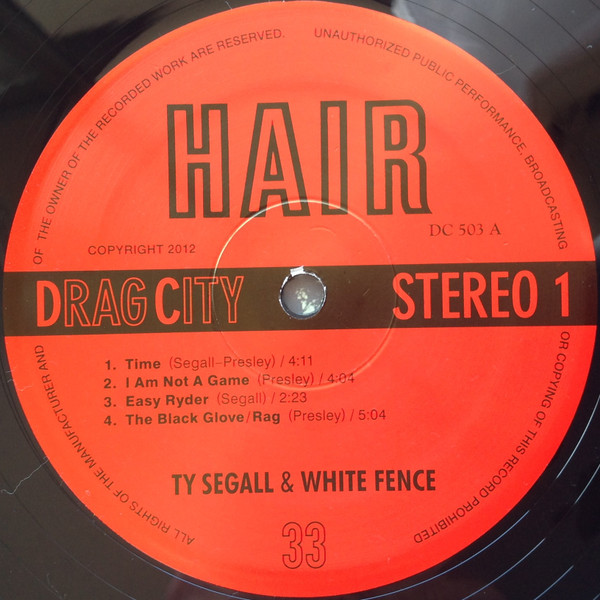 ALL RIGHTS OF THE MANUFACTURER AND OF THE OWNER OF THE RECORDED WORK ARE RESERVED. UNAUTHORIZED PUBLIC PERFORMANCE, BROADCASTING OR COPYING OF THIS RECORD PROHIBITED
HAIR
DC 503 A
COPYRIGHT 2012
DRAG CITY STEREO 1
1. Time (Segall-Presley) / 4:11
2. I Am Not A Game (Presley) / 4:04
3. Easy Ryder (Segall) / 2:23
4. The Black Glove/Rag (Presley) / 5:04
TY SEGALL & WHITE FENCE
33